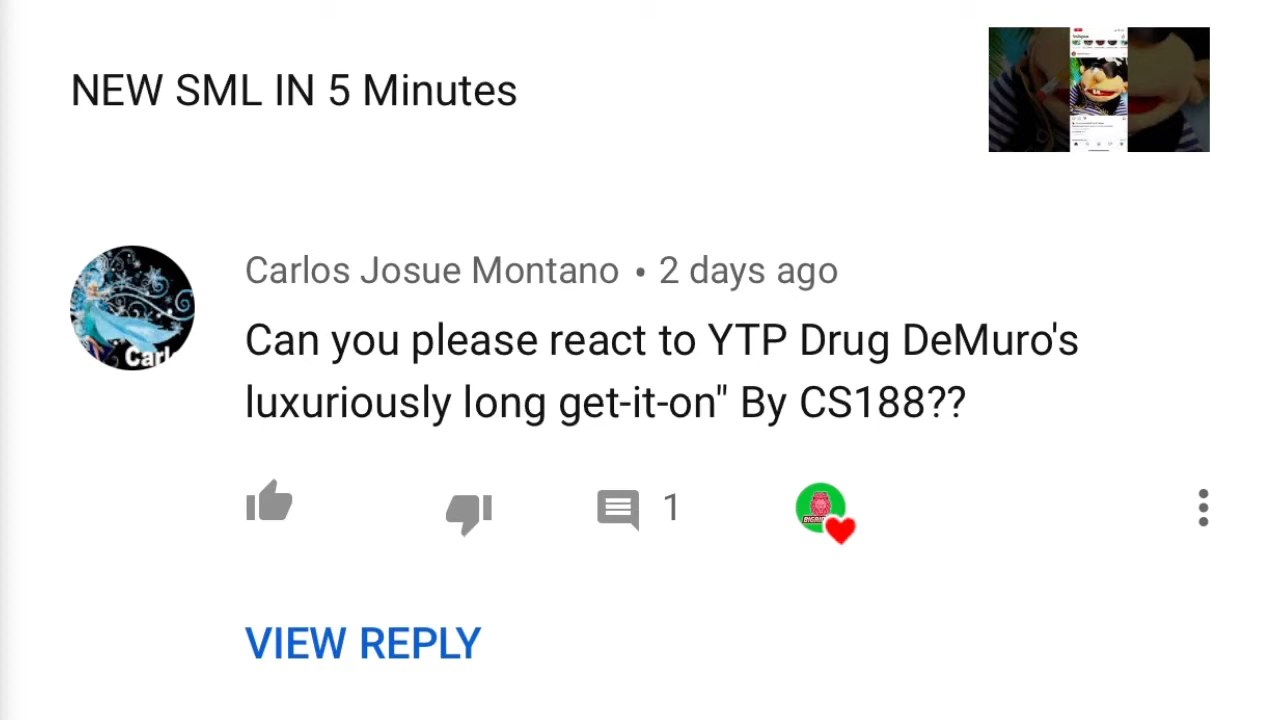 NEW SML IN 5 Minutes
Carlos Josue Montano • 2 days ago
Can you please react to YTP Drug DeMuro's
luxuriously long get-it-on" By CS188??
1
VIEW REPLY
Carl